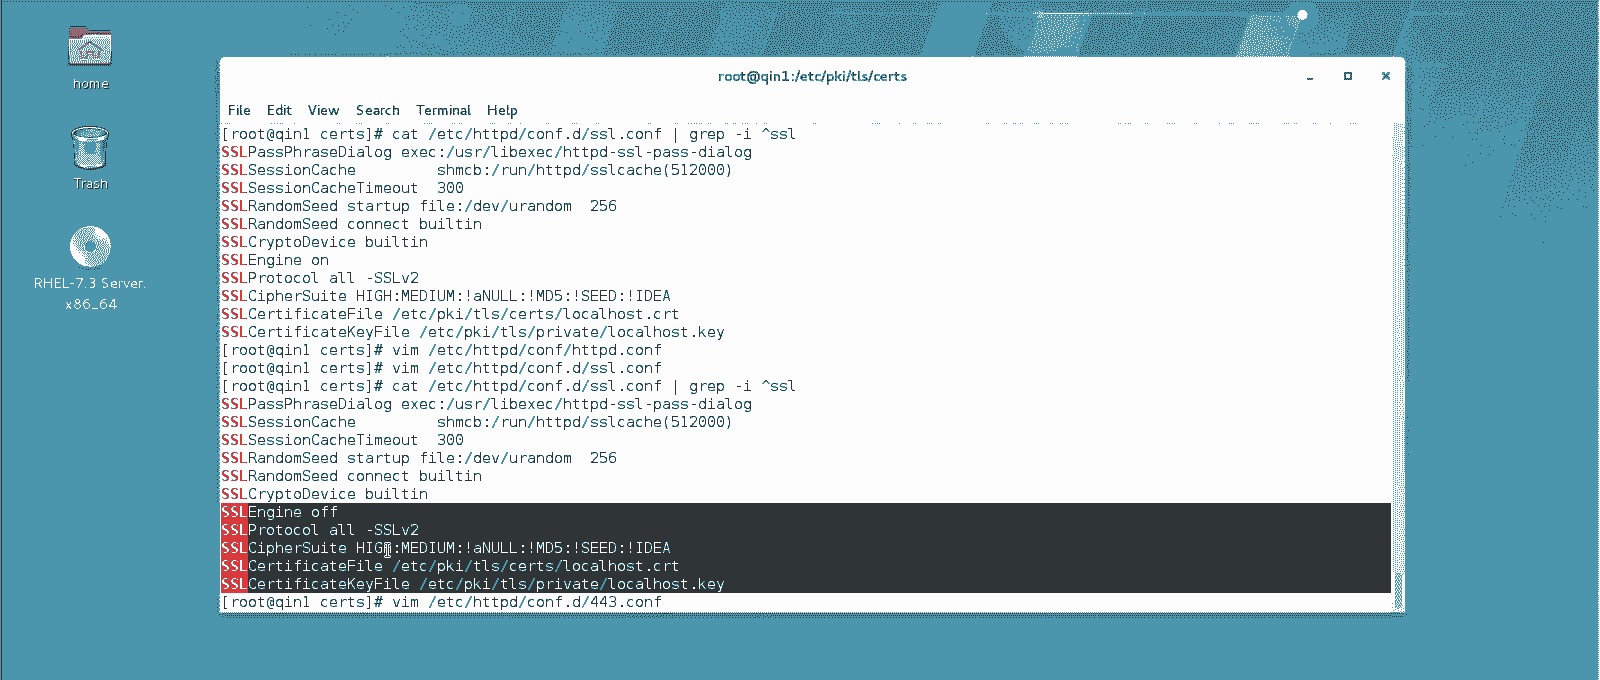 home
Trash
RHEL-7.3 Server.
x86_64
root@qin1:/etc/pki/tls/certs
File Edit View Search Terminal Help
[root@qin1 certs]# cat /etc/httpd/conf.d/ssl.conf | grep -i ^ssl
SSLPassPhraseDialog exec:/usr/libexec/httpd-ssl-pass-dialog
SSLSessionCache         shmcb:/run/httpd/sslcache(512000)
SSLSessionCacheTimeout  300
SSLRandomSeed startup file:/dev/urandom  256
SSLRandomSeed connect builtin
SSLCryptoDevice builtin
SSLEngine on
SSLProtocol all -SSLv2
SSLCipherSuite HIGH:MEDIUM:!aNULL:!MD5:!SEED:!IDEA
SSLCertificateFile /etc/pki/tls/certs/localhost.crt
SSLCertificateKeyFile /etc/pki/tls/private/localhost.key
[root@qin1 certs]# vim /etc/httpd/conf/httpd.conf
[root@qin1 certs]# vim /etc/httpd/conf.d/ssl.conf
[root@qin1 certs]# cat /etc/httpd/conf.d/ssl.conf | grep -i ^ssl
SSLPassPhraseDialog exec:/usr/libexec/httpd-ssl-pass-dialog
SSLSessionCache         shmcb:/run/httpd/sslcache(512000)
SSLSessionCacheTimeout  300
SSLRandomSeed startup file:/dev/urandom  256
SSLRandomSeed connect builtin
SSLCryptoDevice builtin
SSLEngine off
SSLProtocol all -SSLv2
SSLCipherSuite HIGH:MEDIUM:!aNULL:!MD5:!SEED:!IDEA
SSLCertificateFile /etc/pki/tls/certs/localhost.crt
SSLCertificateKeyFile /etc/pki/tls/private/localhost.key
[root@qin1 certs]# vim /etc/httpd/conf.d/443.conf